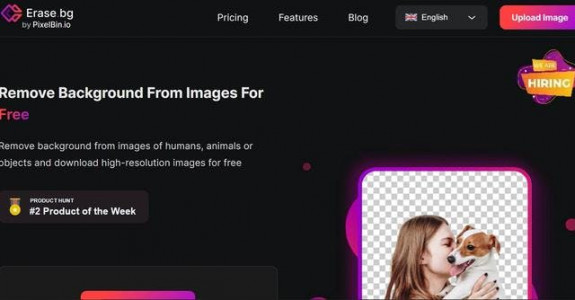 Erase.bg
by PixelBin.io
Pricing
Features
Blog
English
Upload Image
WE ARE
HIRING
Remove Background From Images For
Free
Remove background from images of humans, animals or
objects and download high-resolution images for free
PRODUCT HUNT
#2 Product of the Week